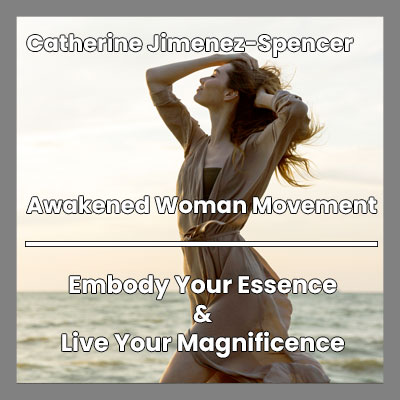 Catherine Jimenez-Spencer
Awakened Woman Movement
Embody Your Essence
&
Live Your Magnificence